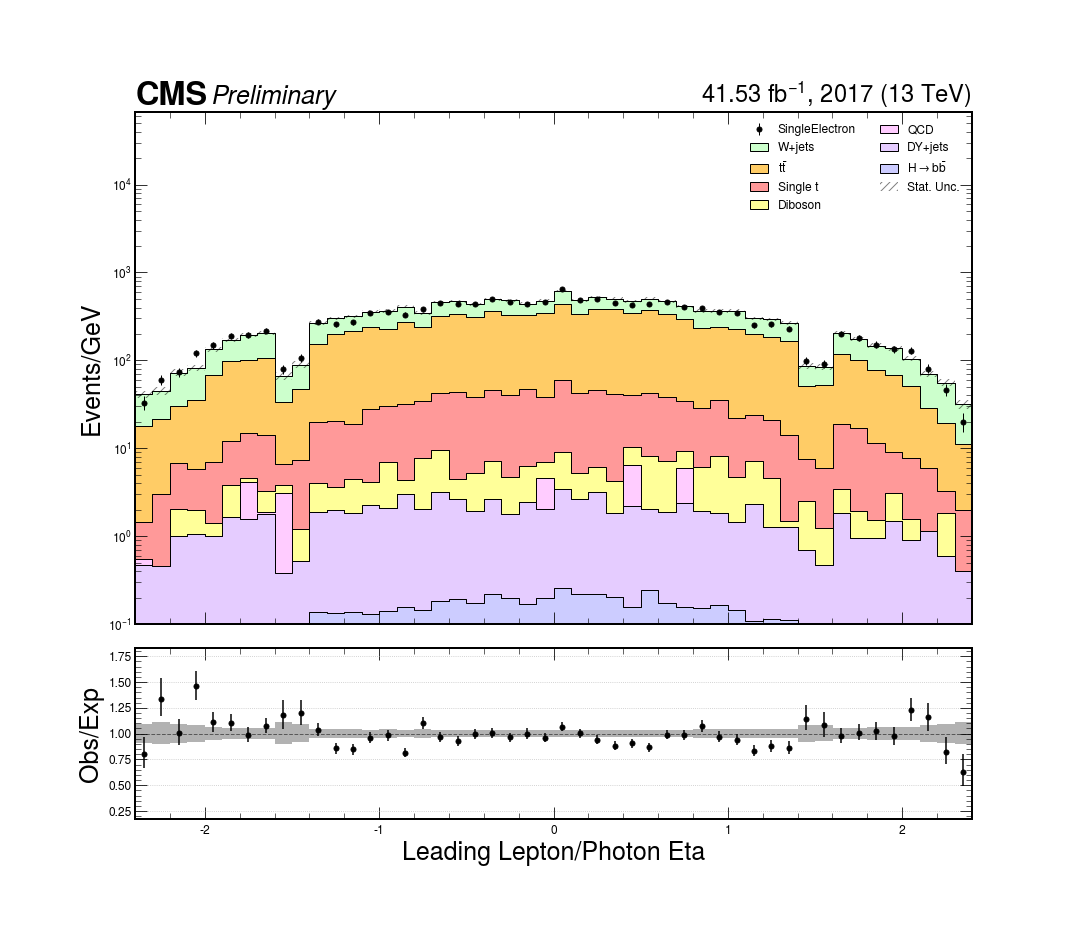 CMS Preliminary
41.53 fb⁻¹, 2017 (13 TeV)
SingleElectron
W+jets
tt̄
Single t
Diboson
QCD
DY+jets
H→bb̄
Stat. Unc.
Events/GeV
10⁴
10³
10²
10¹
10⁰
10⁻¹
Obs/Exp
1.75
1.50
1.25
1.00
0.75
0.50
0.25
-2 -1 0 1 2
Leading Lepton/Photon Eta